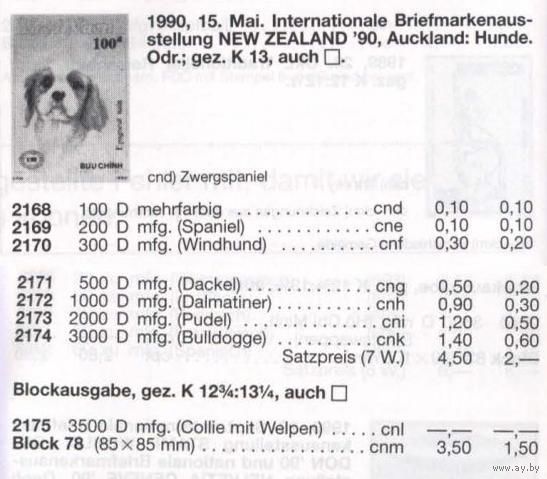 1990, 15. Mai. Internationale Briefmarkenaus-
stellung NEW ZEALAND '90, Auckland: Hunde.
Odr.; gez. K 13, auch □.
100đ
BUU CHÍNH
cnd) Zwergspaniel
2168 100 D mehrfarbig . . . . . . . . . . . . . cnd 0,10 0,10
2169 200 D mfg. (Spaniel) . . . . . . . . . . . cne 0,10 0,10
2170 300 D mfg. (Windhund) . . . . . . . . . cnf 0,30 0,20
2171 500 D mfg. (Dackel) . . . . . . . . . . . . cng 0,50 0,20
2172 1000 D mfg. (Dalmatiner) . . . . . . . . . cnh 0,90 0,30
2173 2000 D mfg. (Pudel) . . . . . . . . . . . . . cni 1,20 0,50
2174 3000 D mfg. (Bulldogge) . . . . . . . . . . cnk 1,40 0,60
Satzpreis (7 W.) 4,50 2,—
Blockausgabe, gez. K 12¾:13¼, auch □
2175 3500 D mfg. (Collie mit Welpen) . . . . . cnl —,— —,—
Block 78 (85×85 mm) . . . . . . . . . . . . . . . . cnm 3,50 1,50
www.ay.by